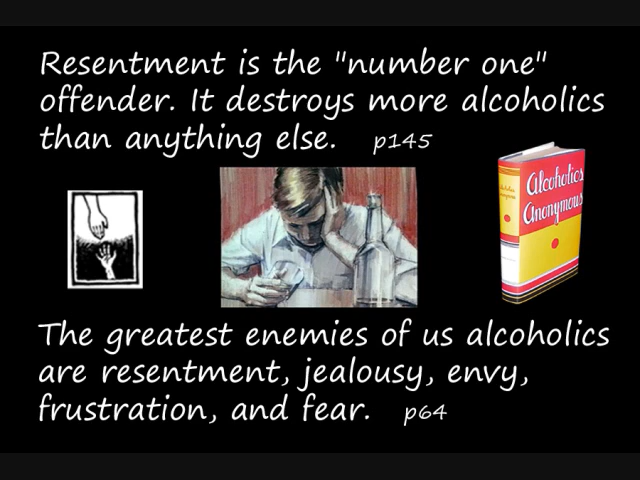 Resentment is the "number one"
offender. It destroys more alcoholics
than anything else. p145
Alcoholics
Anonymous
The greatest enemies of us alcoholics
are resentment, jealousy, envy,
frustration, and fear. p64